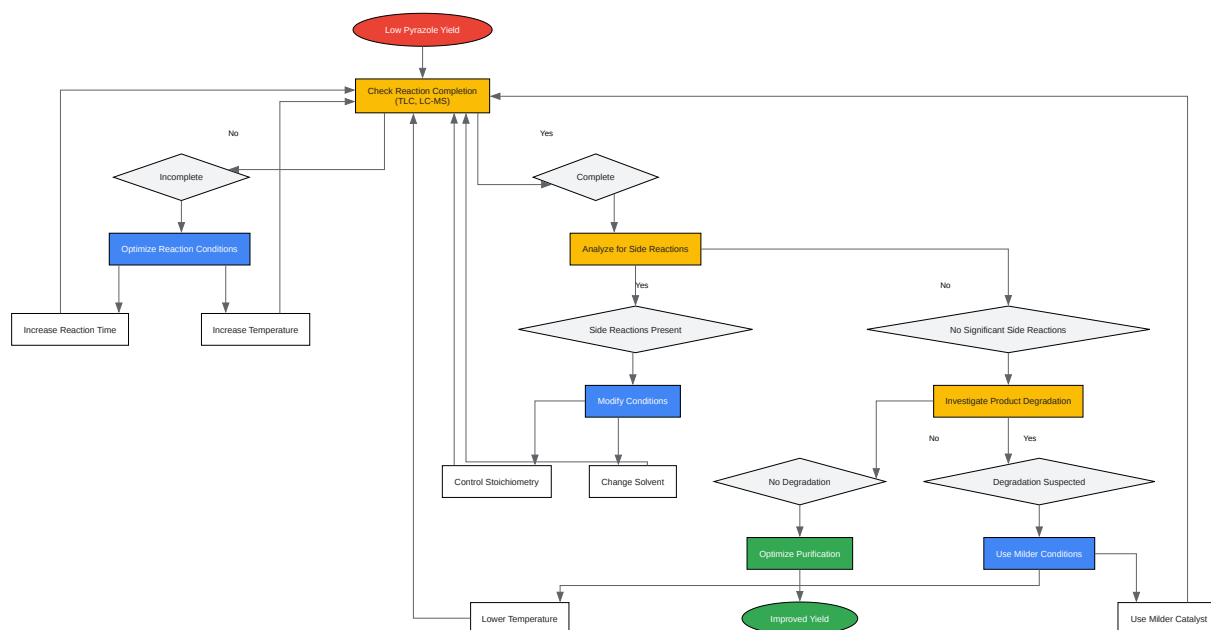 Low Pyrazole Yield
Check Reaction Completion
(TLC, LC-MS)
No
Yes
Incomplete
Complete
Optimize Reaction Conditions
Analyze for Side Reactions
Yes
No
Increase Reaction Time
Increase Temperature
Side Reactions Present
No Significant Side Reactions
Modify Conditions
Investigate Product Degradation
No
Yes
Control Stoichiometry
Change Solvent
No Degradation
Degradation Suspected
Optimize Purification
Use Milder Conditions
Lower Temperature
Improved Yield
Use Milder Catalyst